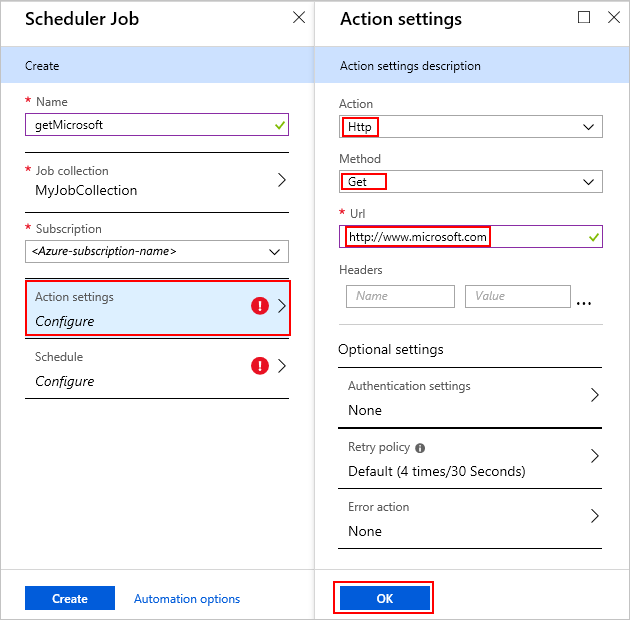 Scheduler Job
Create
* Name
getMicrosoft
* Job collection
MyJobCollection
* Subscription
<Azure-subscription-name>
Action settings
Configure
!
Schedule
Configure
!
Create
Automation options
Action settings
Action settings description
Action
Http
Method
Get
* Url
http://www.microsoft.com
Headers
Name
Value
...
Optional settings
Authentication settings
None
Retry policy
Default (4 times/30 Seconds)
Error action
None
OK